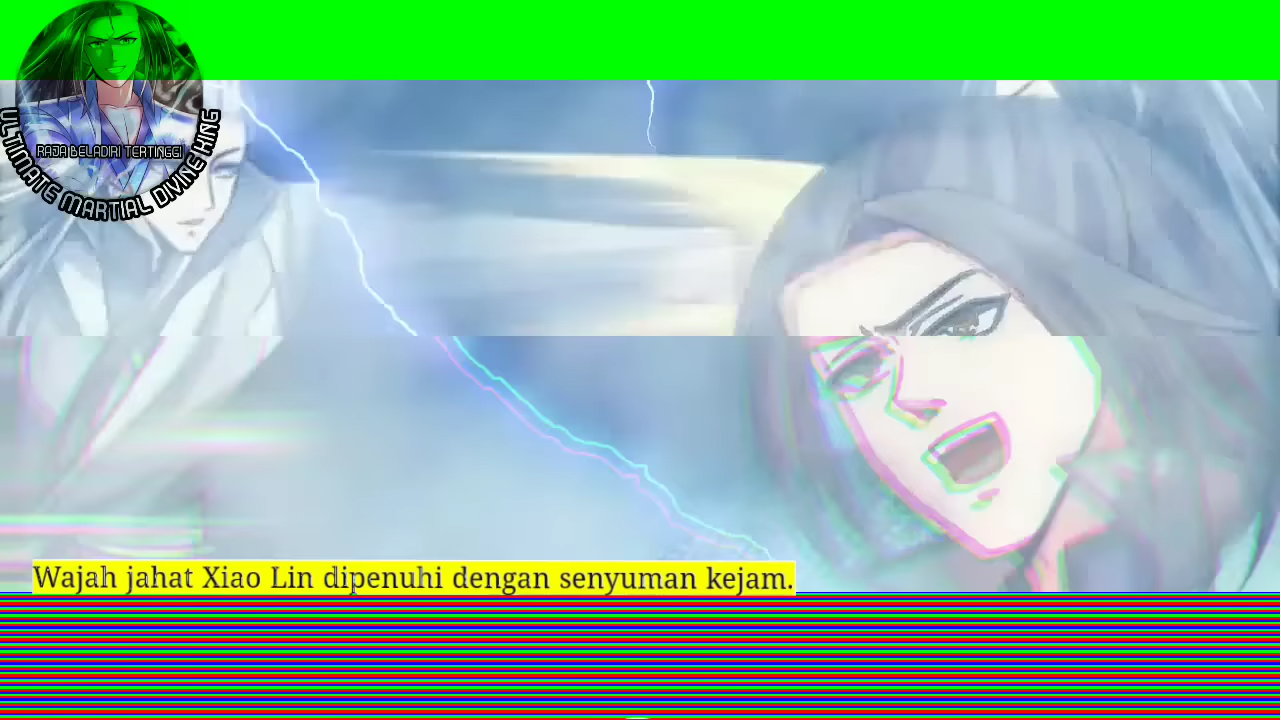 RAJA BELADIRI TERTINGGI
ULTIMATE MARTIAL DIVINE KING
Wajah jahat Xiao Lin dipenuhi dengan senyuman kejam.